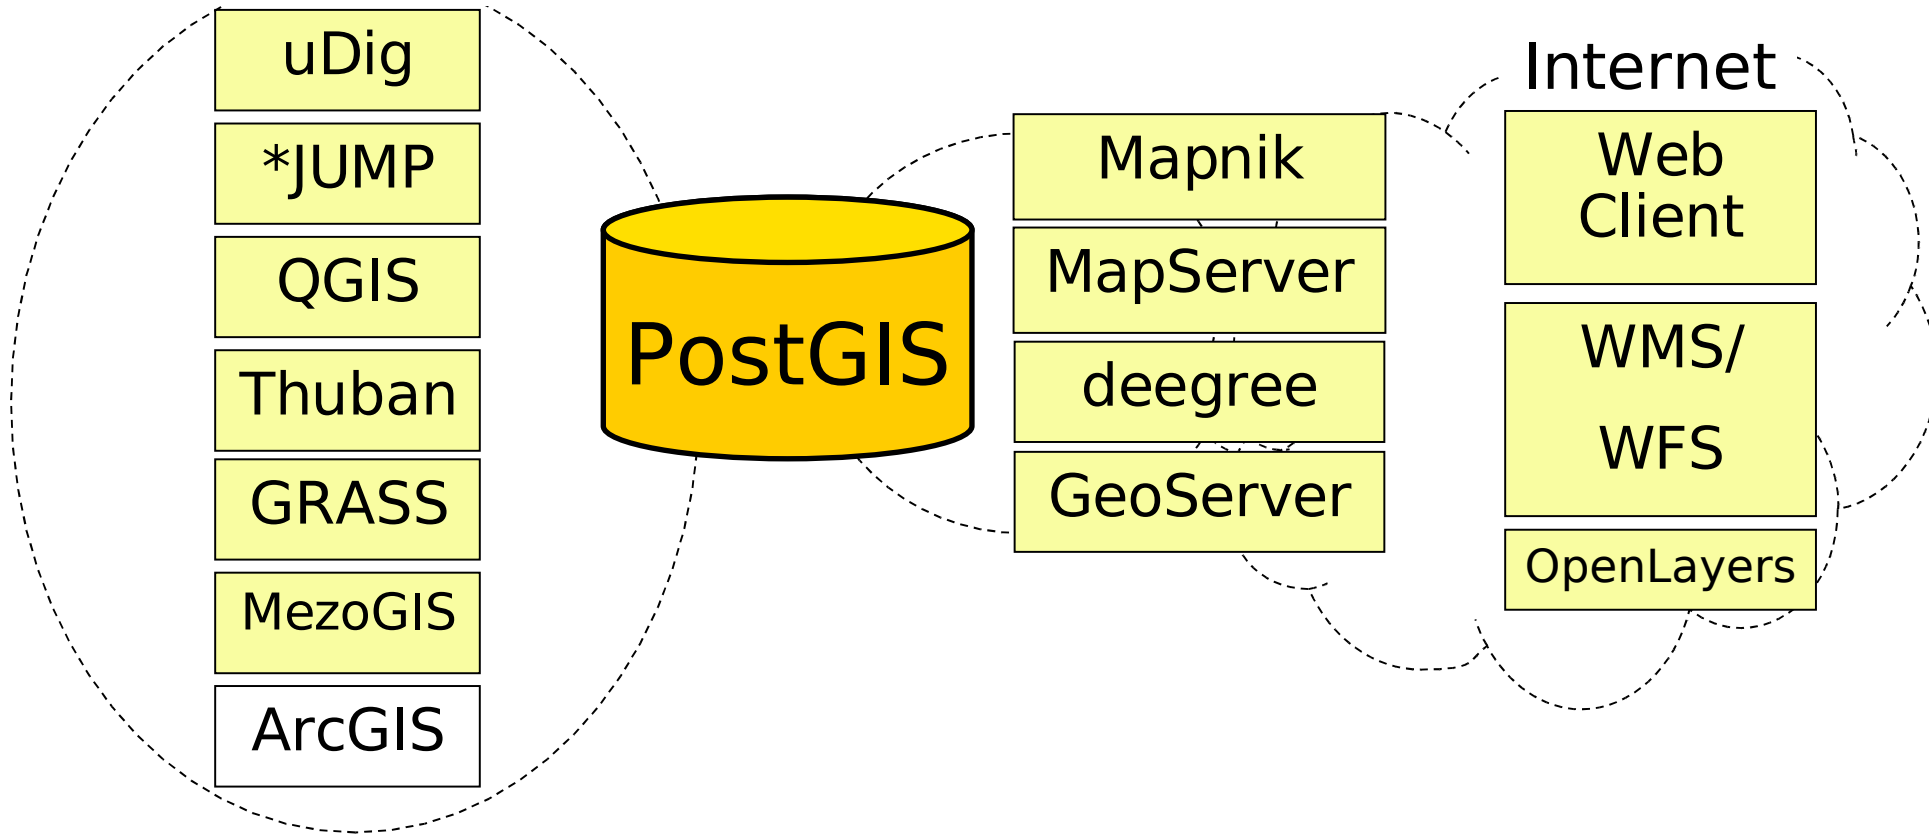 uDig
*JUMP
QGIS
Thuban
GRASS
MezoGIS
ArcGIS
PostGIS
Mapnik
MapServer
deegree
GeoServer
Internet
Web
Client
WMS/
WFS
OpenLayers